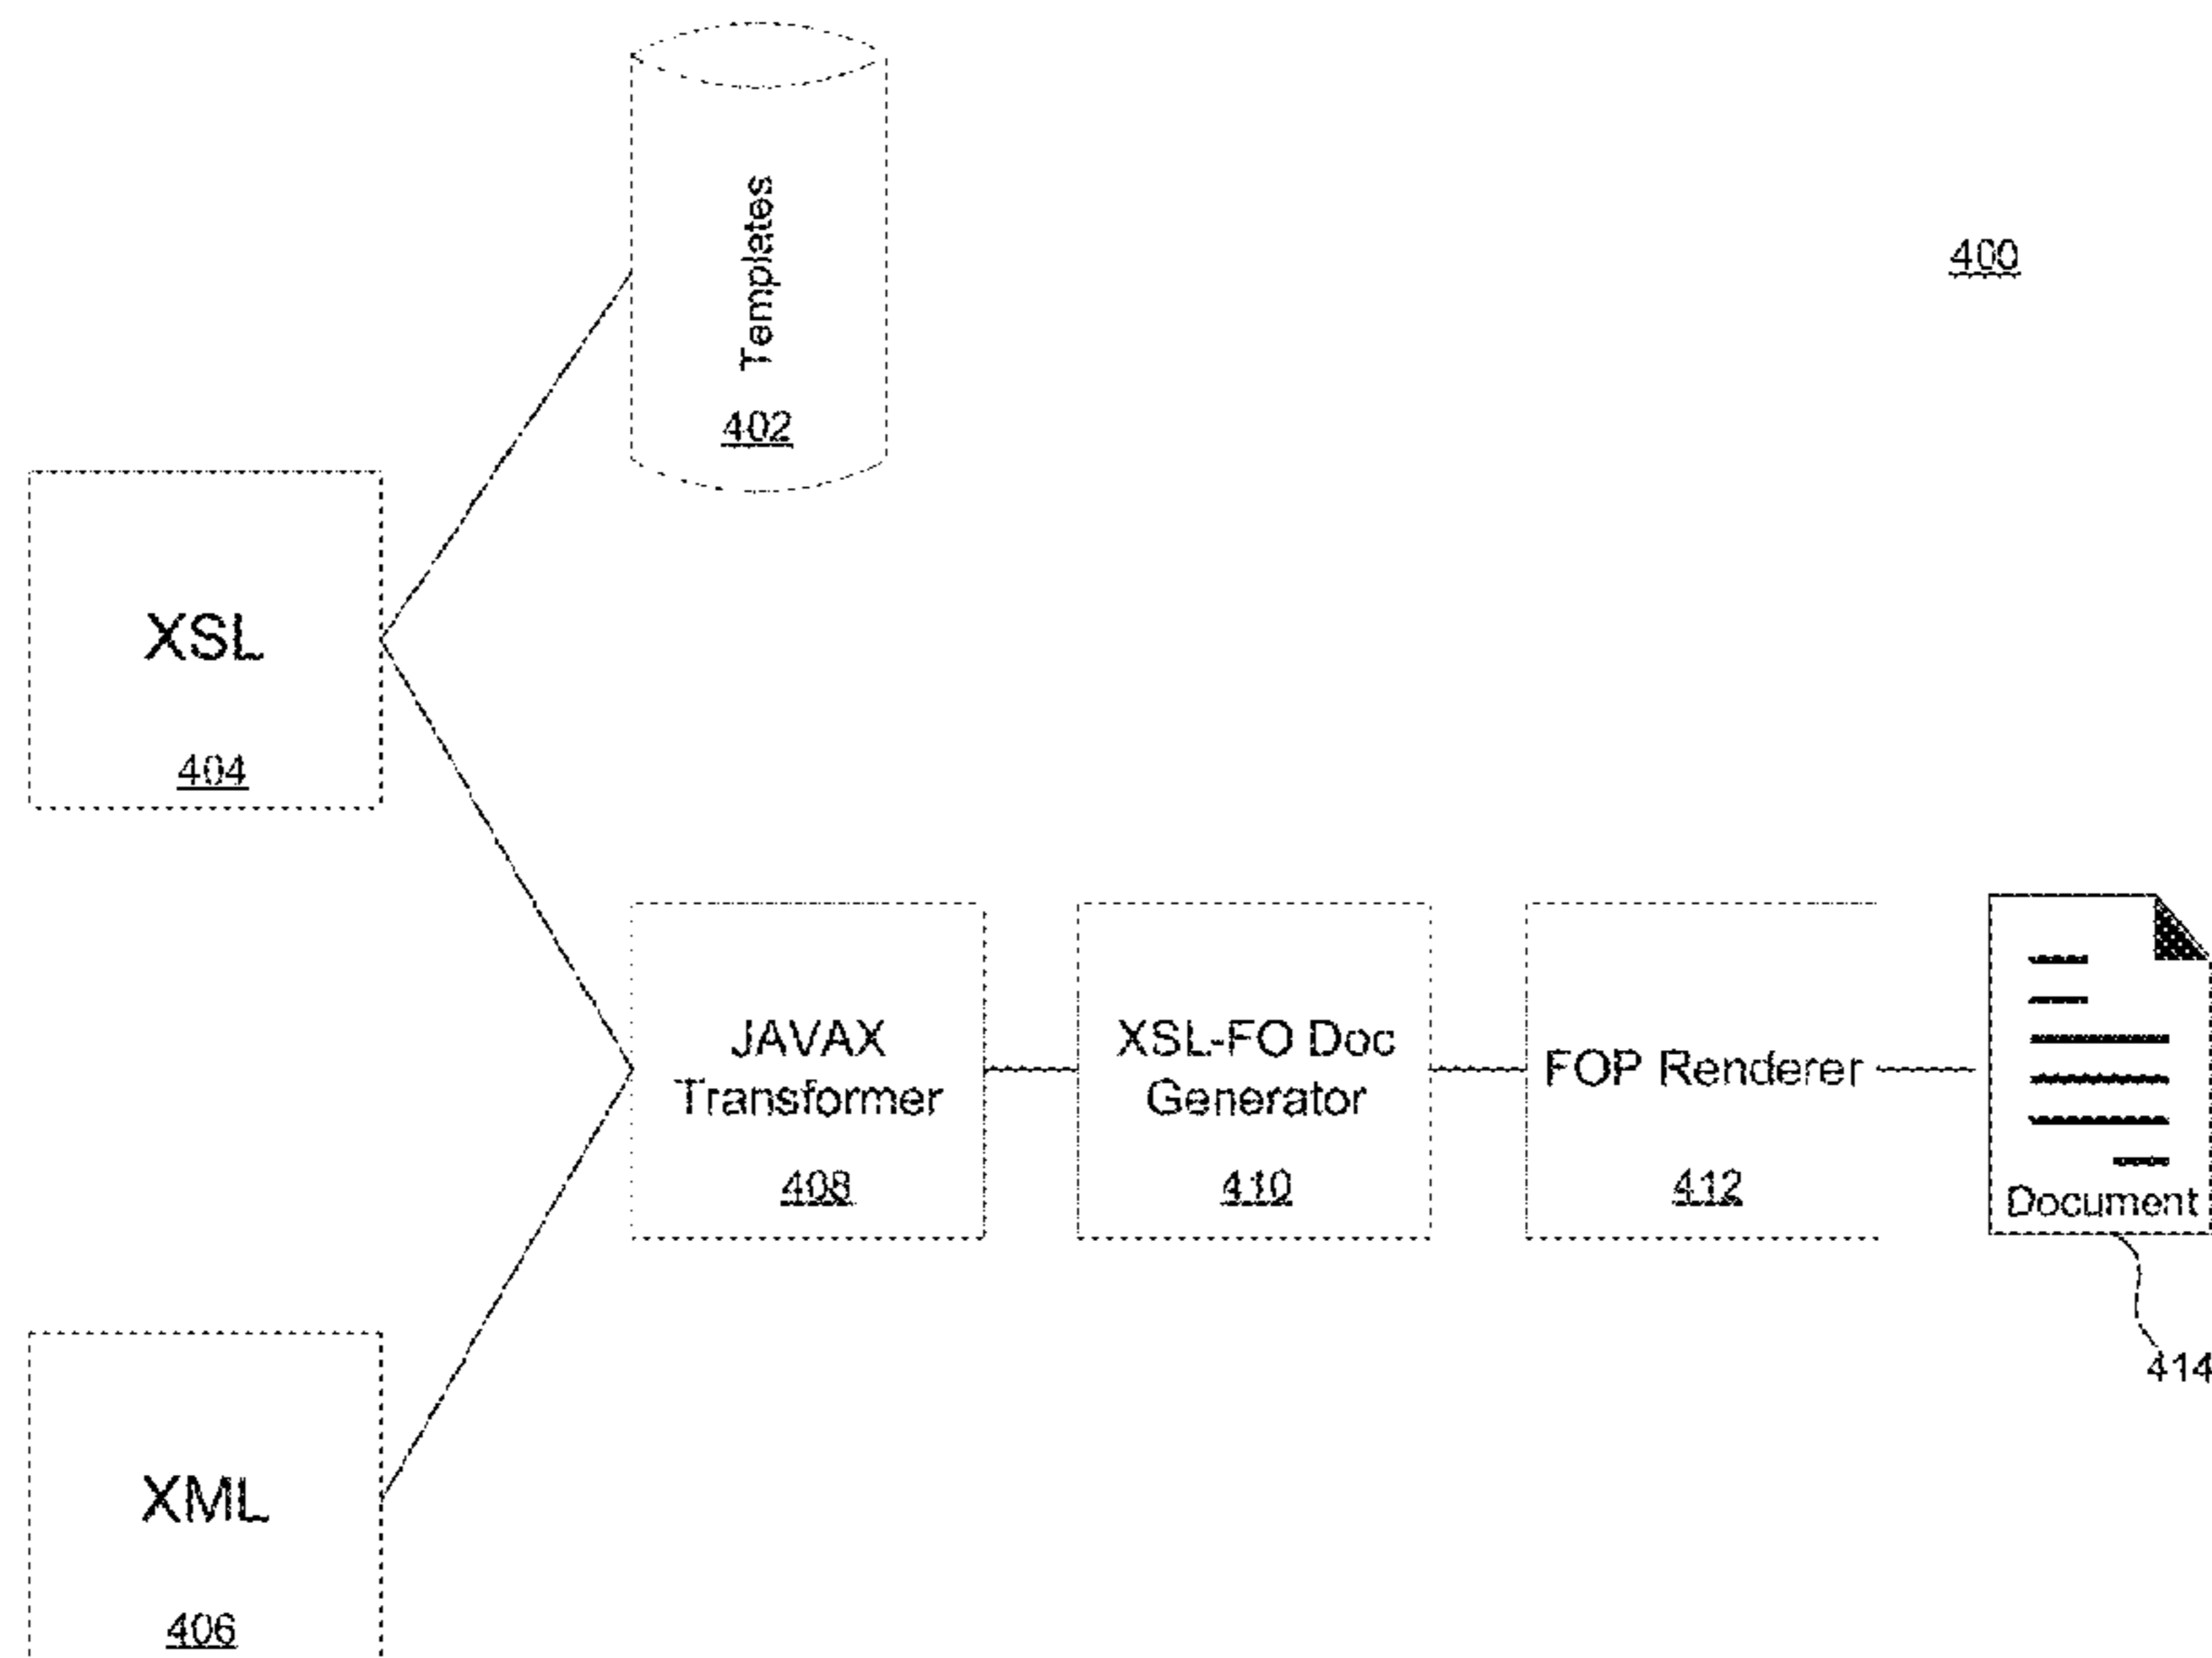 Templates
402
400
XSL
404
JAVAX
Transformer
408
XSL-FO Doc
Generator
410
FOP Renderer
412
Document
414
XML
406